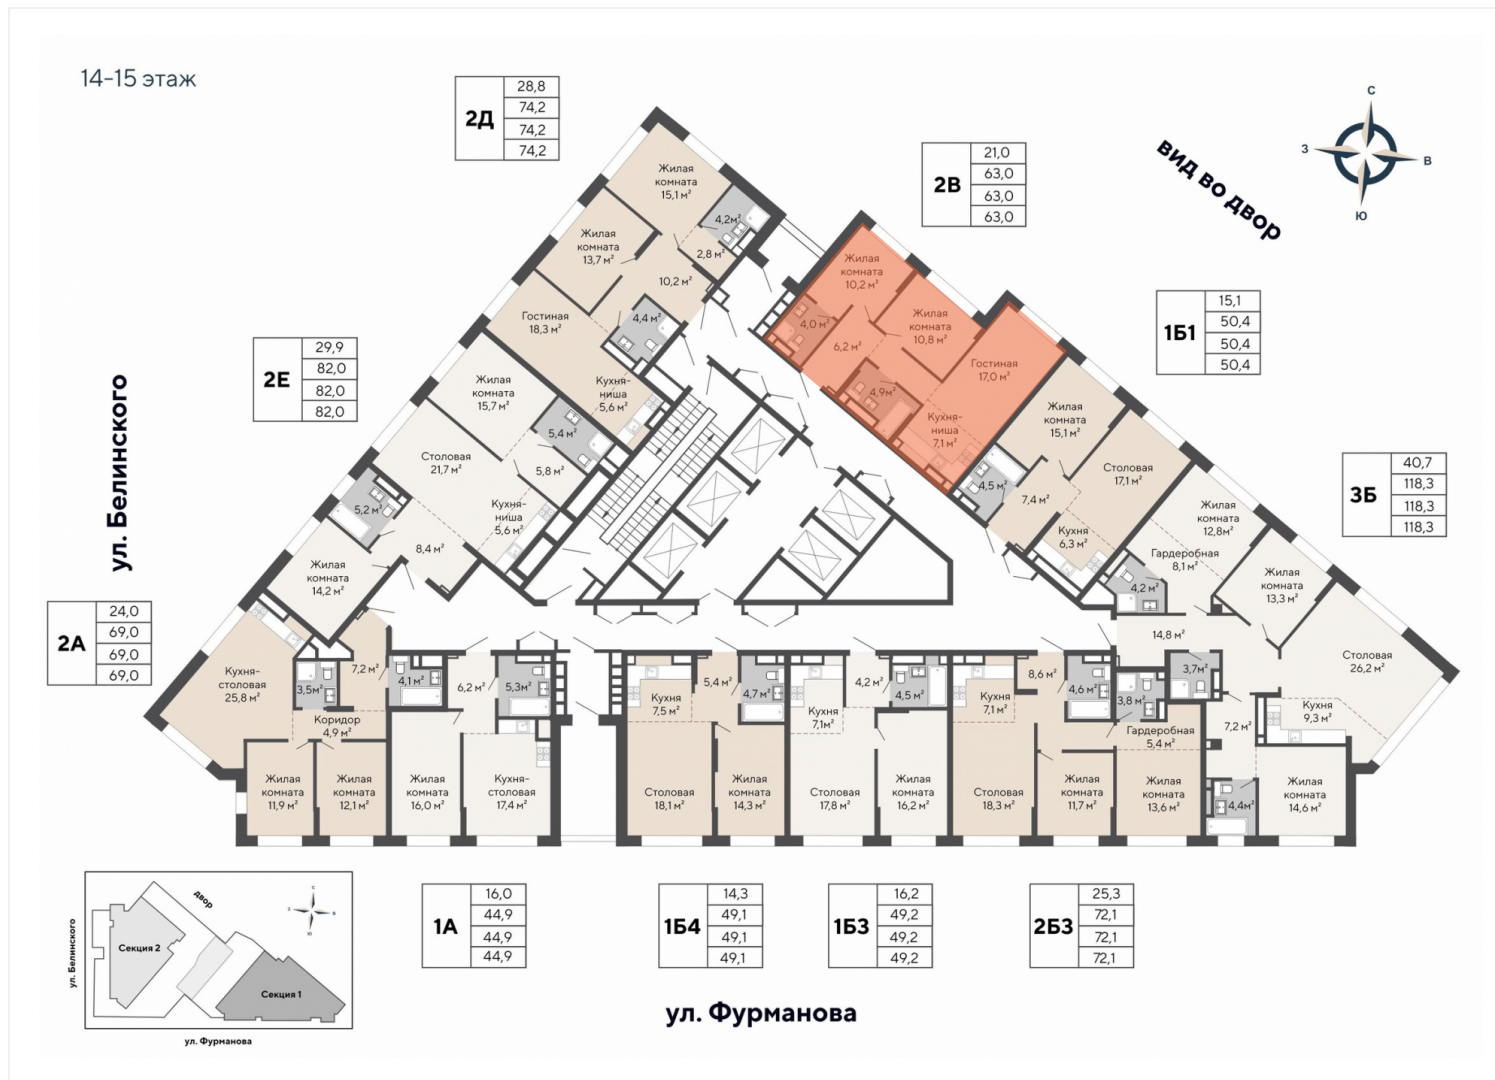 14-15 этаж
2Д
28,8
74,2
74,2
74,2
2В
21,0
63,0
63,0
63,0
С
З
В
Ю
вид во двор
1Б1
15,1
50,4
50,4
50,4
2Е
29,9
82,0
82,0
82,0
3Б
40,7
118,3
118,3
118,3
2А
24,0
69,0
69,0
69,0
ул. Белинского
Жилая
комната
15,1 м²
4,2м²
2,8 м²
Жилая
комната
13,7 м²
10,2 м²
Гостиная
18,3 м²
4,4 м²
Кухня-
ниша
5,6 м²
Жилая
комната
10,2 м²
4,0м²
6,2 м²
Жилая
комната
10,8 м²
Гостиная
17,0 м²
4,9м²
Кухня-
ниша
7,1 м²
Жилая
комната
15,7 м²
5,4 м²
Столовая
21,7 м²
5,8 м²
5,2 м²
Кухня-
ниша
5,6 м²
8,4 м²
Жилая
комната
14,2 м²
Жилая
комната
15,1 м²
Столовая
17,1 м²
4,5 м²
7,4 м²
Кухня
6,3 м²
Жилая
комната
12,8м²
Гардеробная
8,1 м²
4,2 м²
Жилая
комната
13,3 м²
14,8 м²
Столовая
26,2 м²
3,7м²
7,2 м²
Кухня
9,3 м²
4,4м²
Жилая
комната
14,6 м²
Кухня-
столовая
25,8 м²
3,5м²
7,2 м²
Коридор
4,9 м²
Жилая
комната
11,9 м²
Жилая
комната
12,1 м²
4,1 м²
6,2 м²
5,3м²
Жилая
комната
16,0 м²
Кухня-
столовая
17,4 м²
Кухня
7,5 м²
5,4 м²
4,7 м²
Столовая
18,1 м²
Жилая
комната
14,3 м²
Кухня
7,1м²
4,2 м²
4,5 м²
Столовая
17,8 м²
Жилая
комната
16,2 м²
Кухня
7,1 м²
8,6 м²
4,6 м²
3,8 м²
Гардеробная
5,4 м²
Столовая
18,3 м²
Жилая
комната
11,7 м²
Жилая
комната
13,6 м²
1А
16,0
44,9
44,9
44,9
1Б4
14,3
49,1
49,1
49,1
1Б3
16,2
49,2
49,2
49,2
2Б3
25,3
72,1
72,1
72,1
ул. Фурманова
ул. Белинского
двор
С
З
В
Ю
Секция 2
Секция 1
ул. Фурманова